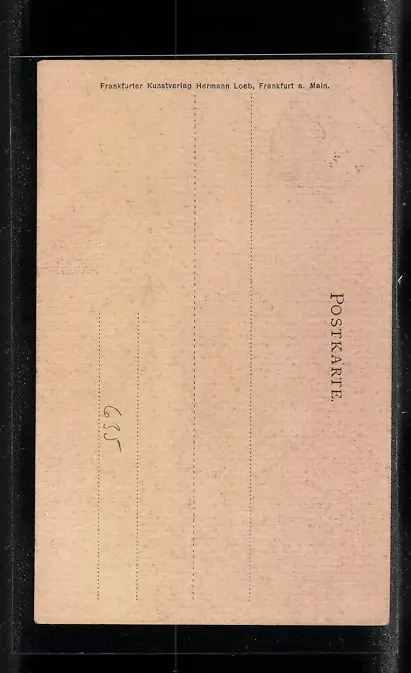 Frankfurter Kunstverlag Hermann Loeb, Frankfurt a. Main.
POSTKARTE.
635